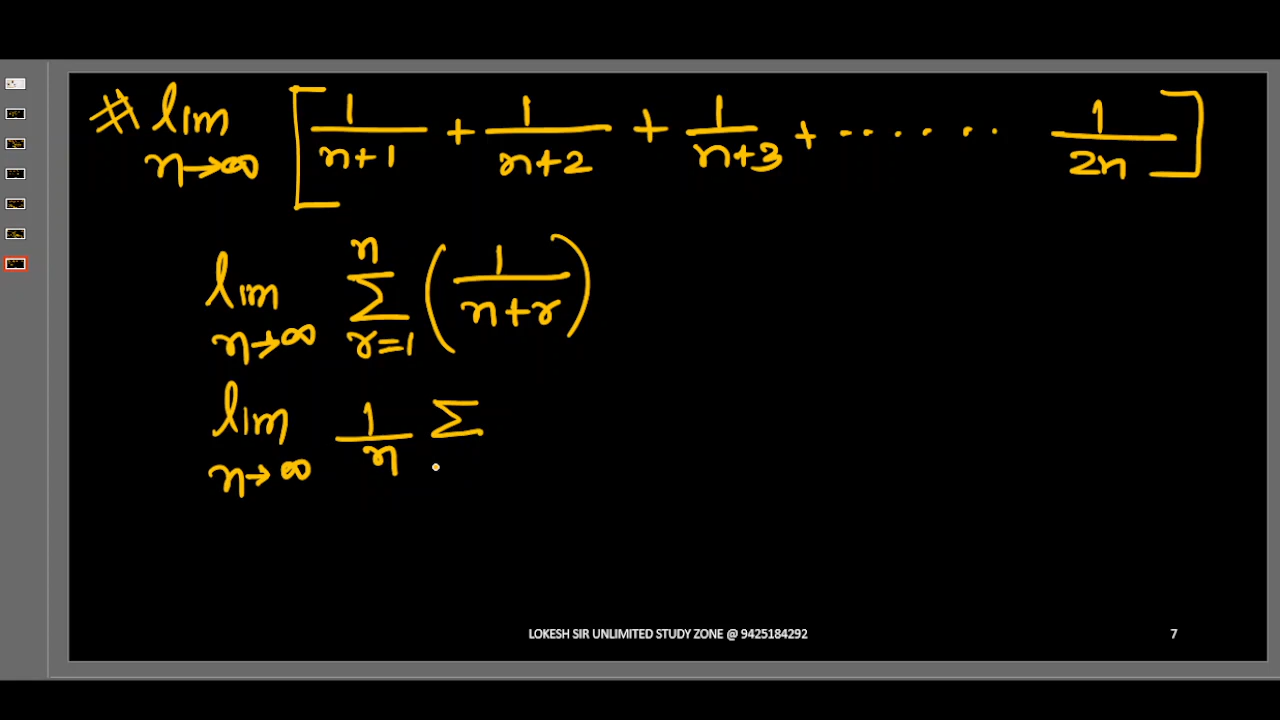 # lim n→∞ [ 1/(n+1) + 1/(n+2) + 1/(n+3) + ........ 1/(2n) ]
lim n→∞ n Σ r=1 ( 1/(n+r) )
lim n→∞ 1/n Σ
LOKESH SIR UNLIMITED STUDY ZONE @ 9425184292 7